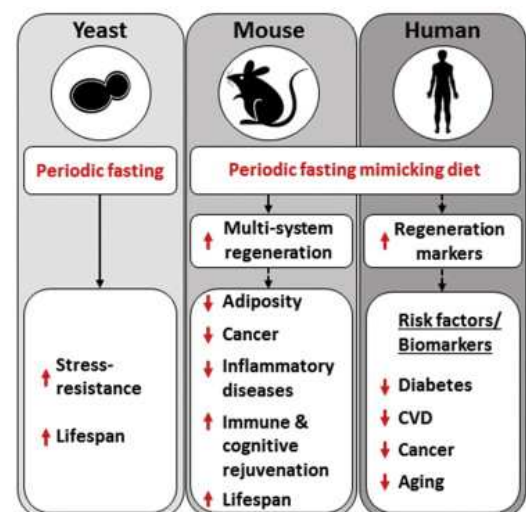 Yeast
Mouse
Human
Periodic fasting
Periodic fasting mimicking diet
Multi-system
regeneration
Regeneration
markers
Stress-
resistance
Lifespan
Adiposity
Cancer
Inflammatory
diseases
Immune &
cognitive
rejuvenation
Lifespan
Risk factors/
Biomarkers
Diabetes
CVD
Cancer
Aging